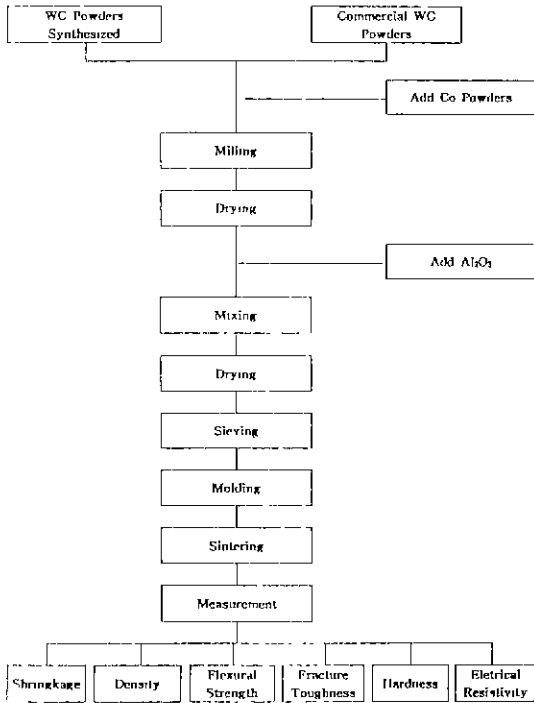 WC Powders
Synthesized
Commercial WC
Powders
Add Co Powders
Milling
Drying
Add Al₂O₃
Mixing
Drying
Sieving
Molding
Sintering
Measurement
Shringkage
Density
Flexural
Strength
Fracture
Toughness
Hardness
Eletrical
Resistivity